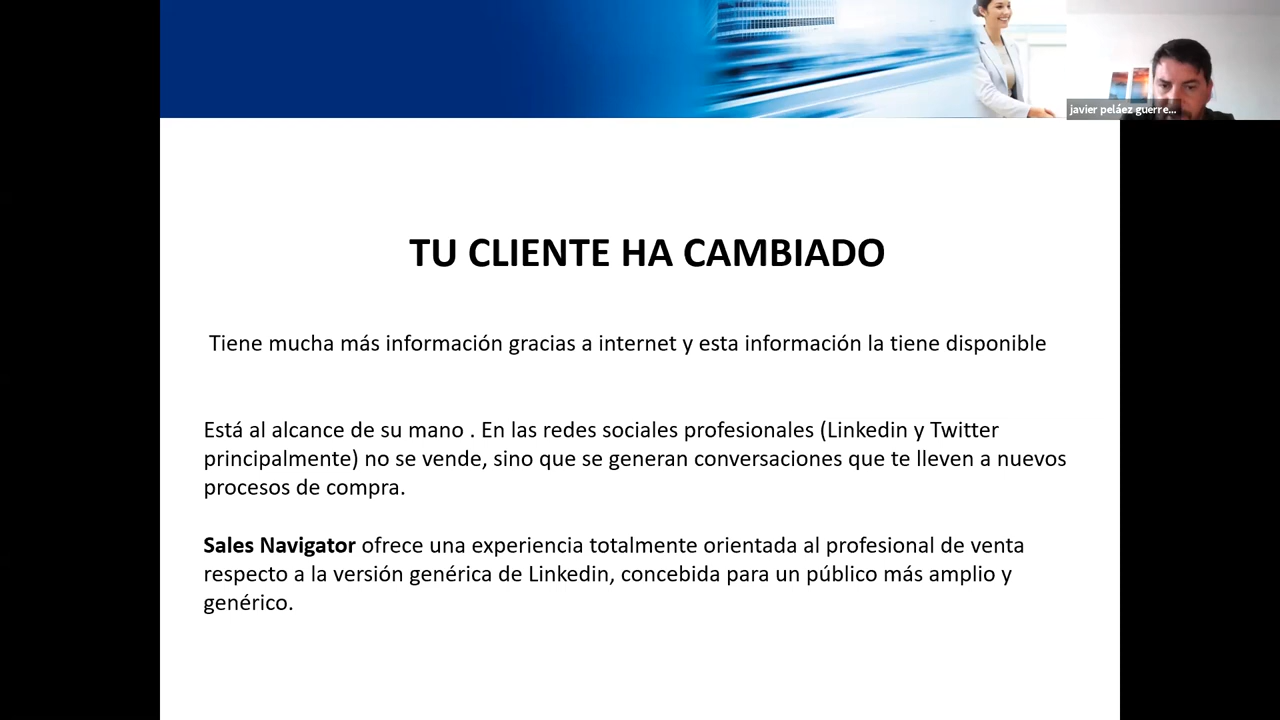 javier peláez guerre...
TU CLIENTE HA CAMBIADO
Tiene mucha más información gracias a internet y esta información la tiene disponible
Está al alcance de su mano . En las redes sociales profesionales (Linkedin y Twitter
principalmente) no se vende, sino que se generan conversaciones que te lleven a nuevos
procesos de compra.
Sales Navigator ofrece una experiencia totalmente orientada al profesional de venta
respecto a la versión genérica de Linkedin, concebida para un público más amplio y
genérico.